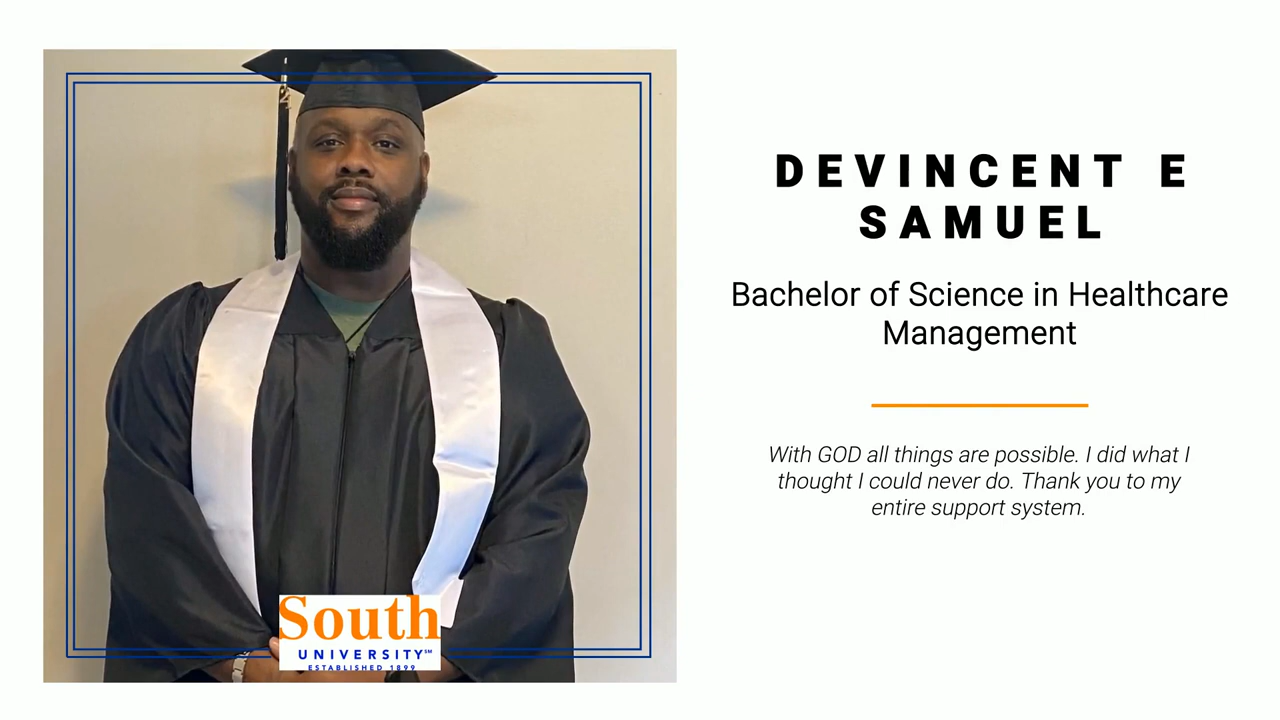 DEVINCENT E
SAMUEL
Bachelor of Science in Healthcare
Management
With GOD all things are possible. I did what I
thought I could never do. Thank you to my
entire support system.
South
UNIVERSITY℠
ESTABLISHED 1899